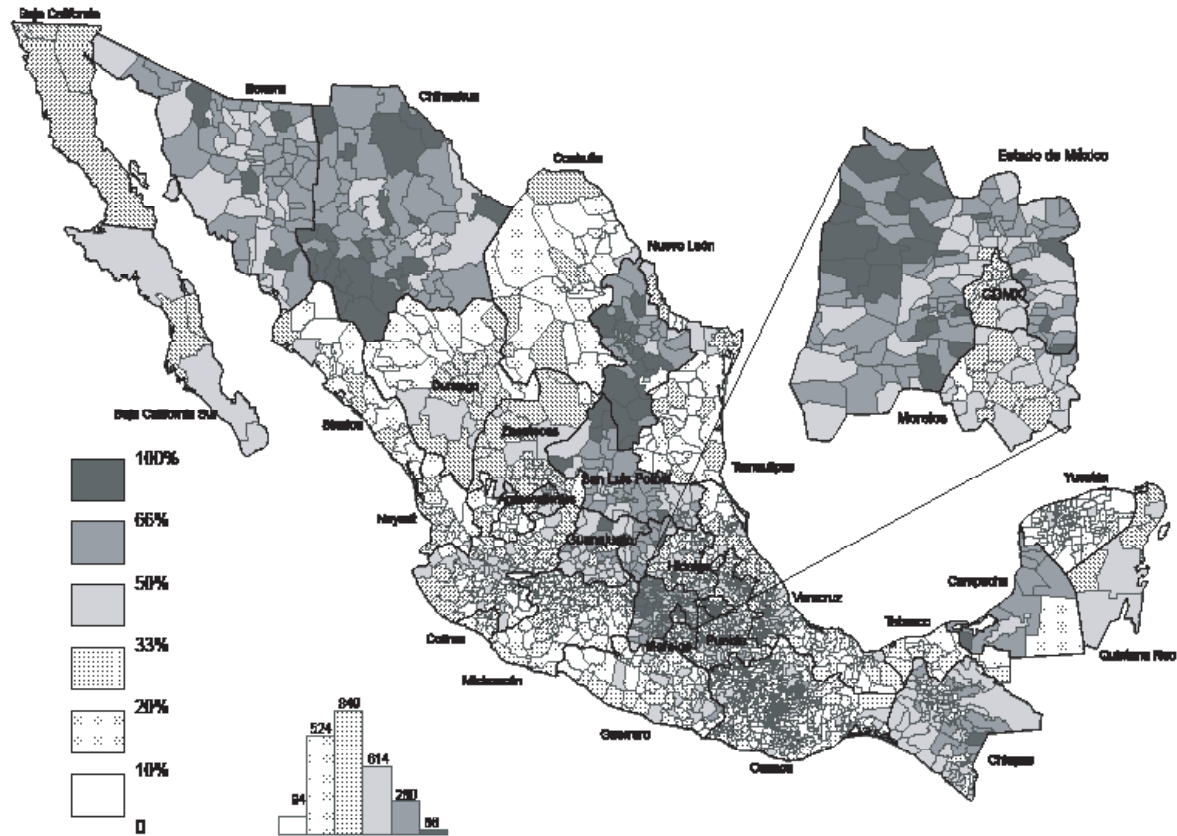 Baja California
Sonora
Chihuahua
Coahuila
Estado de México
Nuevo León
CDMX
Durango
Baja California Sur
Sinaloa
Zacatecas
Morelos
100%
Tamaulipas
San Luis Potosí
Yucatán
Aguascalientes
66%
Nayarit
Guanajuato
Hidalgo
Campeche
50%
Veracruz
Tabasco
Colima
Puebla
33%
Quintana Roo
Michoacán
20%
849
524
Guerrero
614
Oaxaca
Chiapas
10%
94
0